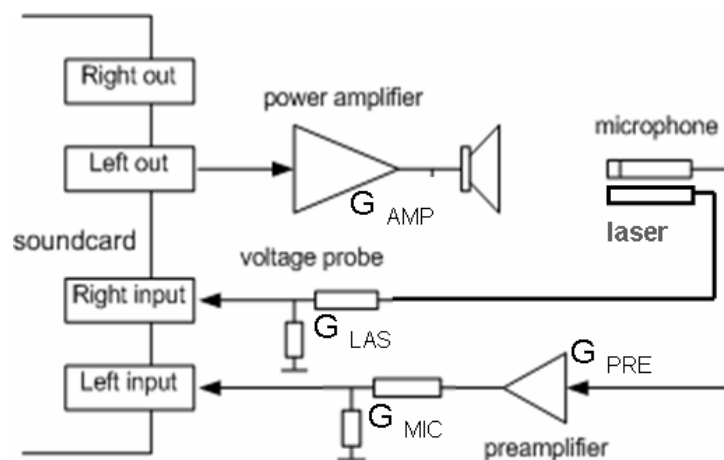 Right out
power amplifier
microphone
Left out
G AMP
laser
soundcard
voltage probe
Right input
G LAS
G PRE
Left input
G MIC
preamplifier